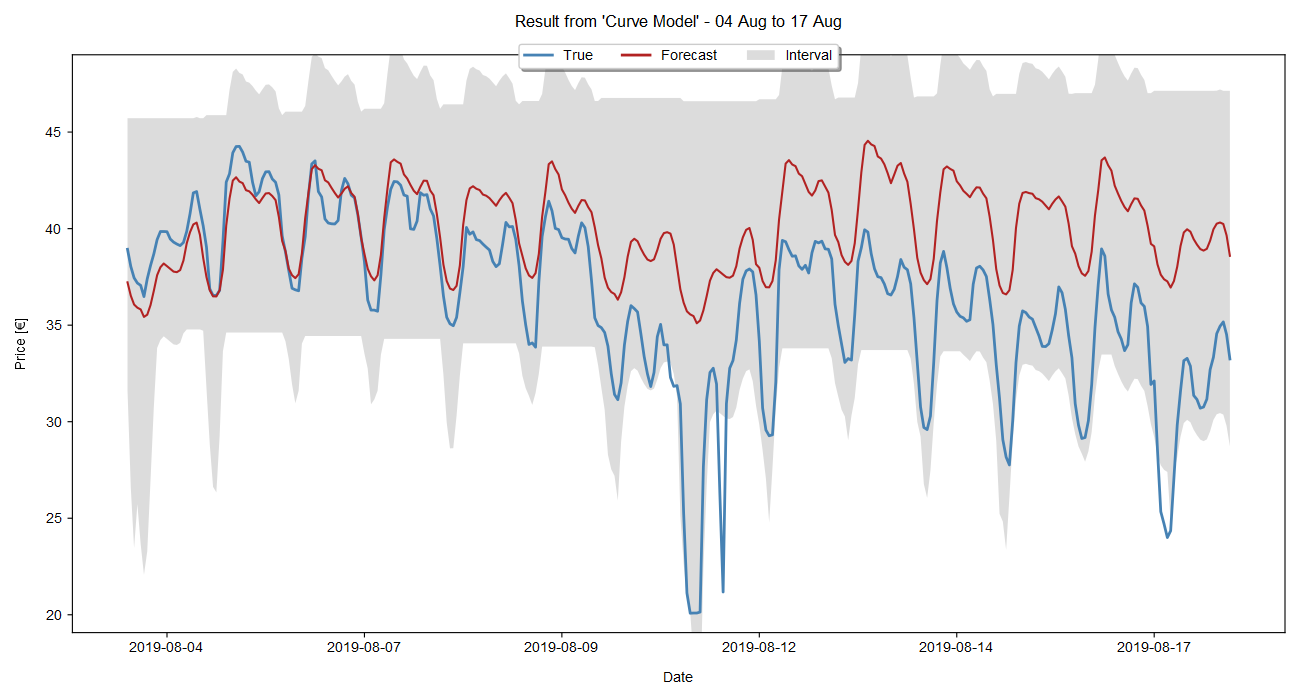 Result from 'Curve Model' - 04 Aug to 17 Aug
True Forecast Interval
45
40
35
30
25
20
Price [€]
2019-08-04 2019-08-07 2019-08-09 2019-08-12 2019-08-14 2019-08-17
Date